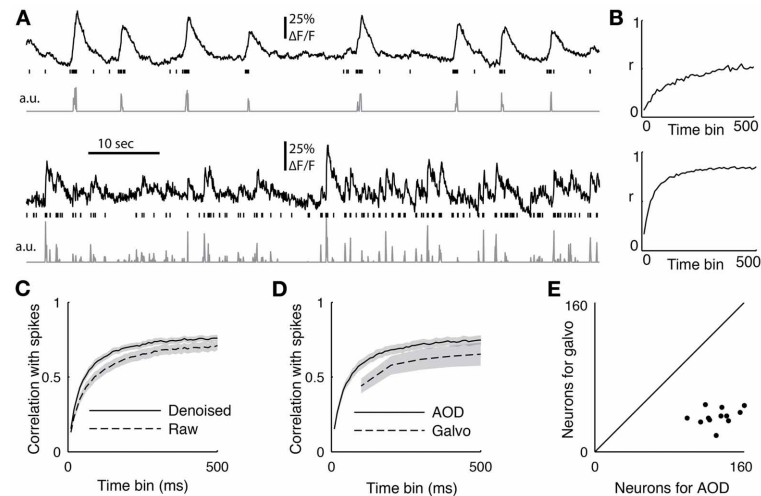 A
25%
ΔF/F
a.u.
10 sec
25%
ΔF/F
a.u.
B
1
r
0
0
Time bin
500
1
r
0
0
Time bin
500
C
Correlation with spikes
1
0.5
0
0
500
Denoised
Raw
Time bin (ms)
D
Correlation with spikes
1
0.5
0
0
500
AOD
Galvo
Time bin (ms)
E
Neurons for galvo
160
0
0
160
Neurons for AOD